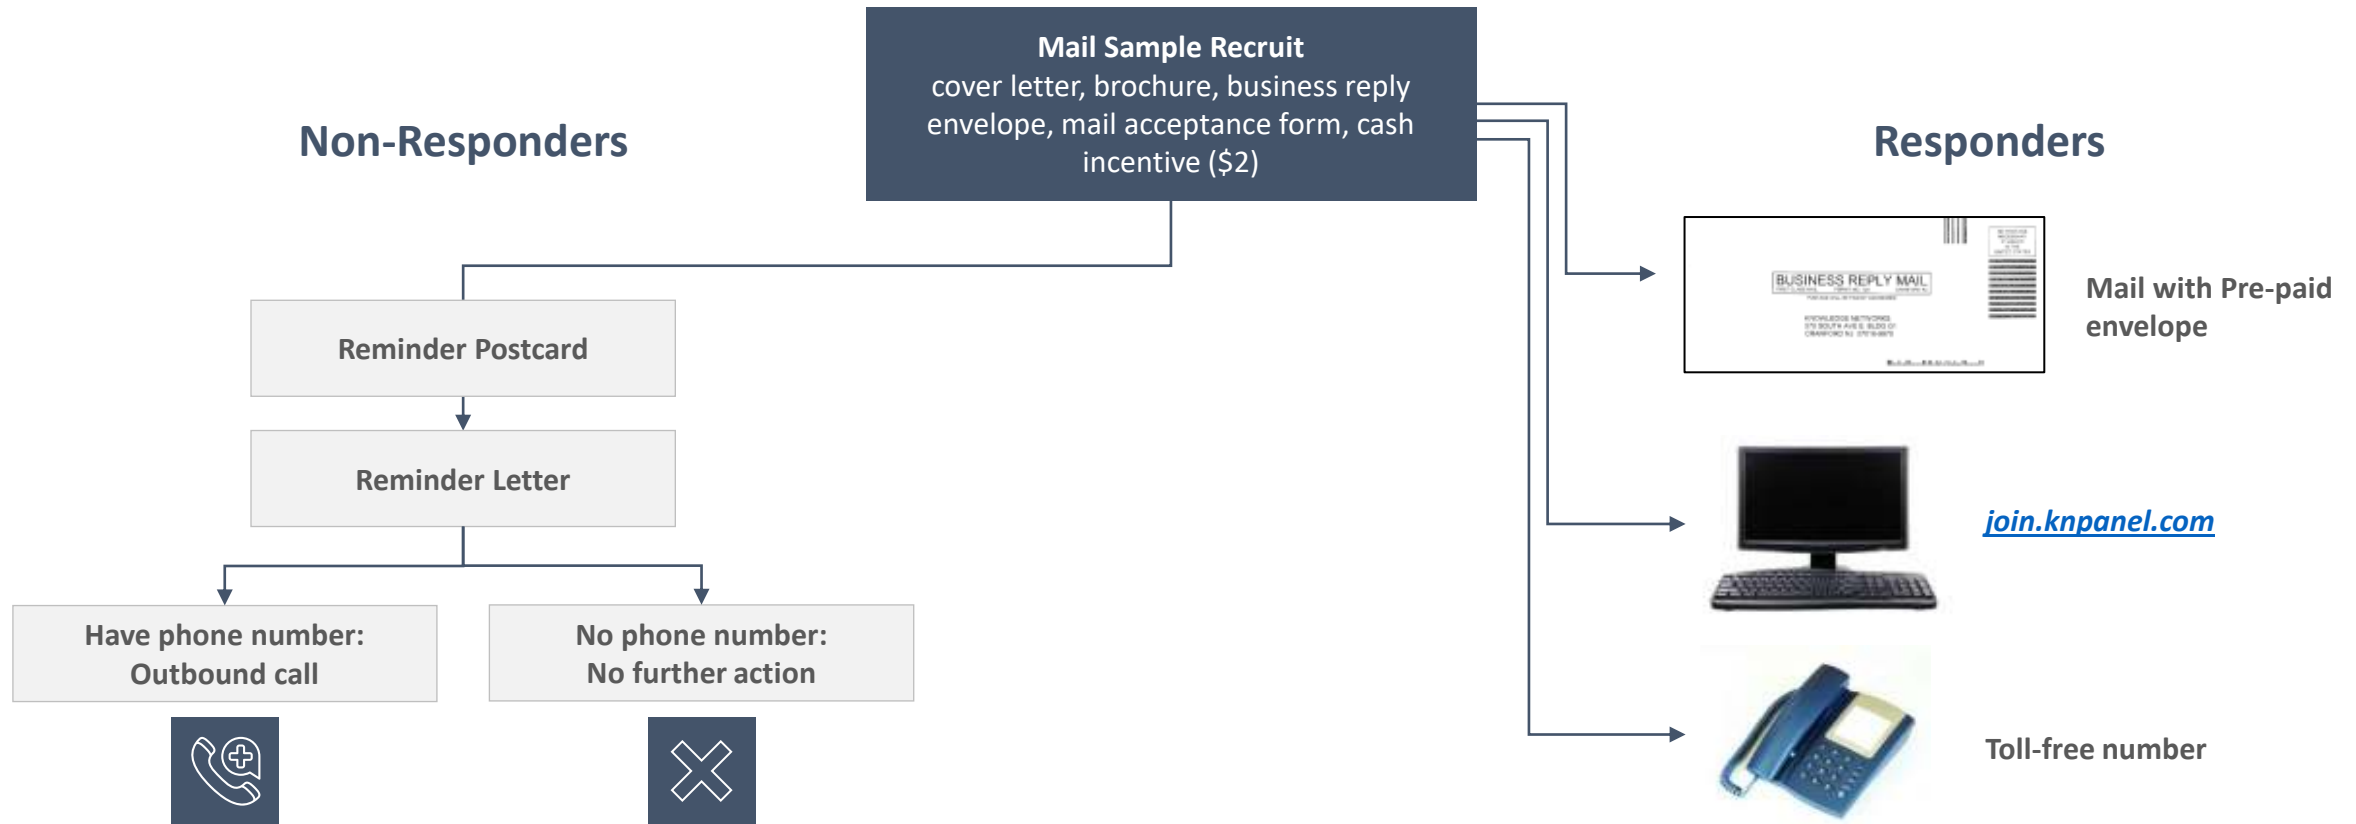 Mail Sample Recruit
cover letter, brochure, business reply
envelope, mail acceptance form, cash
incentive ($2)
Non-Responders
Responders
Reminder Postcard
Reminder Letter
Have phone number:
Outbound call
No phone number:
No further action
BUSINESS REPLY MAIL
KNOWLEDGE NETWORKS
Mail with Pre-paid
envelope
join.knpanel.com
Toll-free number